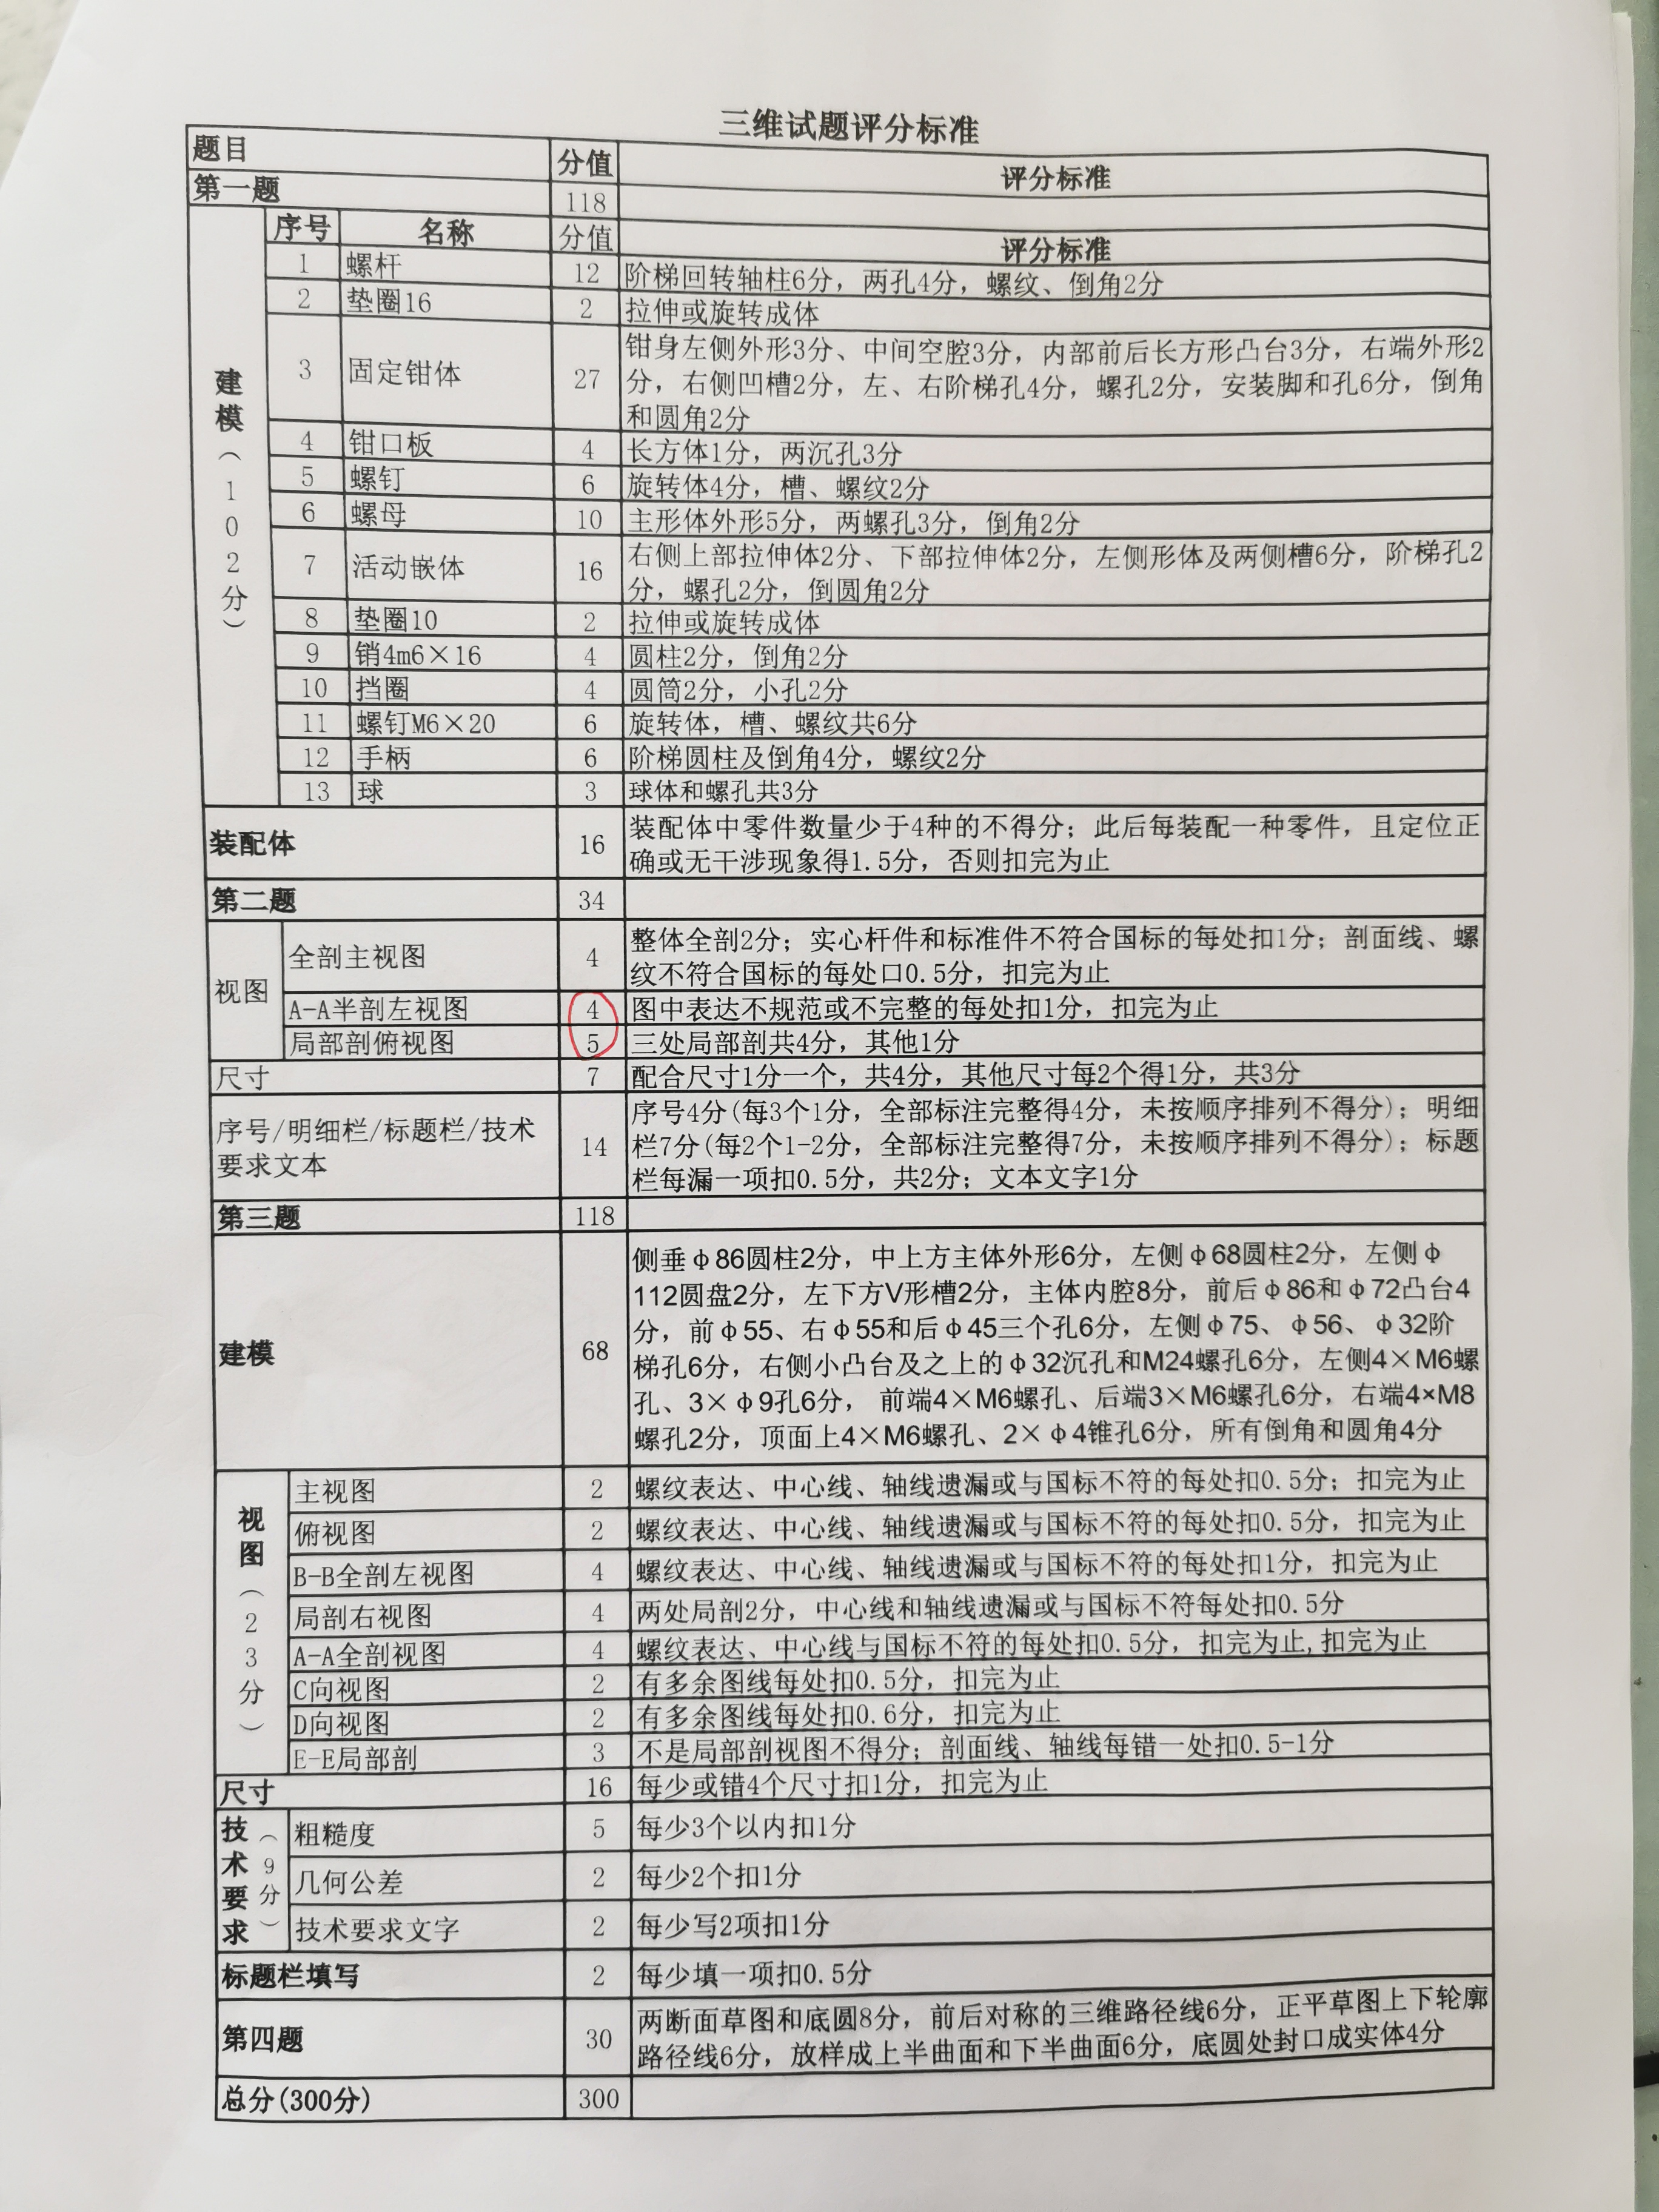 三维试题评分标准
题目 分值 评分标准
第一题 118
建模（102分）
序号 名称 分值 评分标准
1 螺杆 12 阶梯回转轴柱6分，两孔4分，螺纹、倒角2分
2 垫圈16 2 拉伸或旋转成体
3 固定钳体 27 钳身左侧外形3分、中间空腔3分，内部前后长方形凸台3分，右端外形2
分，右侧凹槽2分，左、右阶梯孔4分，螺孔2分，安装脚和孔6分，倒角
和圆角2分
4 钳口板 4 长方体1分，两沉孔3分
5 螺钉 6 旋转体4分，槽、螺纹2分
6 螺母 10 主形体外形5分，两螺孔3分，倒角2分
7 活动嵌体 16 右侧上部拉伸体2分、下部拉伸体2分，左侧形体及两侧槽6分，阶梯孔2
分，螺孔2分，倒圆角2分
8 垫圈10 2 拉伸或旋转成体
9 销4m6×16 4 圆柱2分，倒角2分
10 挡圈 4 圆筒2分，小孔2分
11 螺钉M6×20 6 旋转体，槽、螺纹共6分
12 手柄 6 阶梯圆柱及倒角4分，螺纹2分
13 球 3 球体和螺孔共3分
装配体 16 装配体中零件数量少于4种的不得分；此后每装配一种零件，且定位正
确或无干涉现象得1.5分，否则扣完为止
第二题 34
视图
全剖主视图 4 整体全剖2分；实心杆件和标准件不符合国标的每处扣1分；剖面线、螺
纹不符合国标的每处口0.5分，扣完为止
A-A半剖左视图 4 图中表达不规范或不完整的每处扣1分，扣完为止
局部剖俯视图 5 三处局部剖共4分，其他1分
尺寸 7 配合尺寸1分一个，共4分，其他尺寸每2个得1分，共3分
序号/明细栏/标题栏/技术
要求文本 14 序号4分(每3个1分，全部标注完整得4分，未按顺序排列不得分)；明细
栏7分(每2个1-2分，全部标注完整得7分，未按顺序排列不得分)；标题
栏每漏一项扣0.5分，共2分；文本文字1分
第三题 118
建模 68 侧垂φ86圆柱2分，中上方主体外形6分，左侧φ68圆柱2分，左侧φ
112圆盘2分，左下方V形槽2分，主体内腔8分，前后φ86和φ72凸台4
分，前φ55、右φ55和后φ45三个孔6分，左侧φ75、φ56、φ32阶
梯孔6分，右侧小凸台及之上的φ32沉孔和M24螺孔6分，左侧4×M6螺
孔、3×φ9孔6分， 前端4×M6螺孔、后端3×M6螺孔6分，右端4×M8
螺孔2分，顶面上4×M6螺孔、2×φ4锥孔6分，所有倒角和圆角4分
视图（23分）
主视图 2 螺纹表达、中心线、轴线遗漏或与国标不符的每处扣0.5分；扣完为止
俯视图 2 螺纹表达、中心线、轴线遗漏或与国标不符的每处扣0.5分，扣完为止
B-B全剖左视图 4 螺纹表达、中心线、轴线遗漏或与国标不符的每处扣1分，扣完为止
局剖右视图 4 两处局剖2分，中心线和轴线遗漏或与国标不符每处扣0.5分
A-A全剖视图 4 螺纹表达、中心线与国标不符的每处扣0.5分，扣完为止,扣完为止
C向视图 2 有多余图线每处扣0.5分，扣完为止
D向视图 2 有多余图线每处扣0.6分，扣完为止
E-E局部剖 3 不是局部剖视图不得分；剖面线、轴线每错一处扣0.5-1分
尺寸 16 每少或错4个尺寸扣1分，扣完为止
技术要求（9分）
粗糙度 5 每少3个以内扣1分
几何公差 2 每少2个扣1分
技术要求文字 2 每少写2项扣1分
标题栏填写 2 每少填一项扣0.5分
第四题 30 两断面草图和底圆8分，前后对称的三维路径线6分，正平草图上下轮廓
路径线6分，放样成上半曲面和下半曲面6分，底圆处封口成实体4分
总分(300分) 300